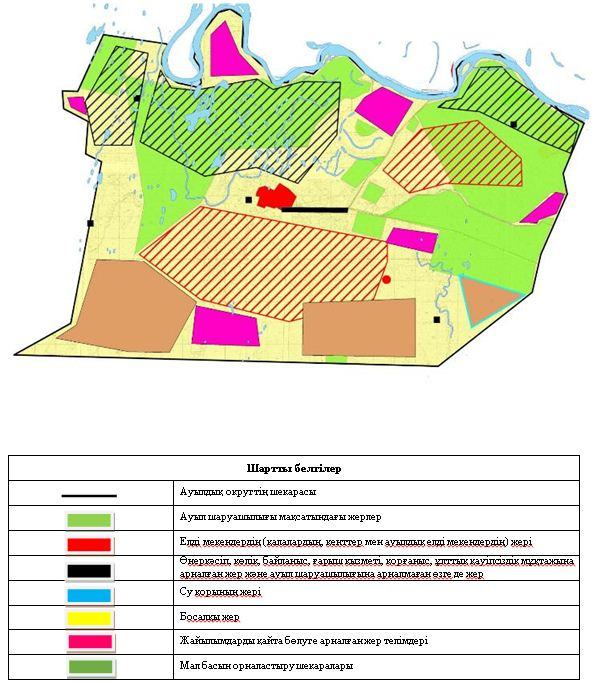 Шартты белгілер
Ауылдық округтің шекарасы
Ауыл шаруашылығы мақсатындағы жерлер
Елді мекендердің (қалалардың, кенттер мен ауылдық елді мекендердің) жері
Өнеркәсіп, көлік, байланыс, ғарыш қызметі, қорғаныс, ұлттық қауіпсіздік мұқтажына
арналған жер және ауыл шаруашылығына арналмаған өзге де жер
Су қорының жері
Босалқы жер
Жайылымдарды қайта бөлуге арналған жер телімдері
Мал басын орналастыру шекаралары